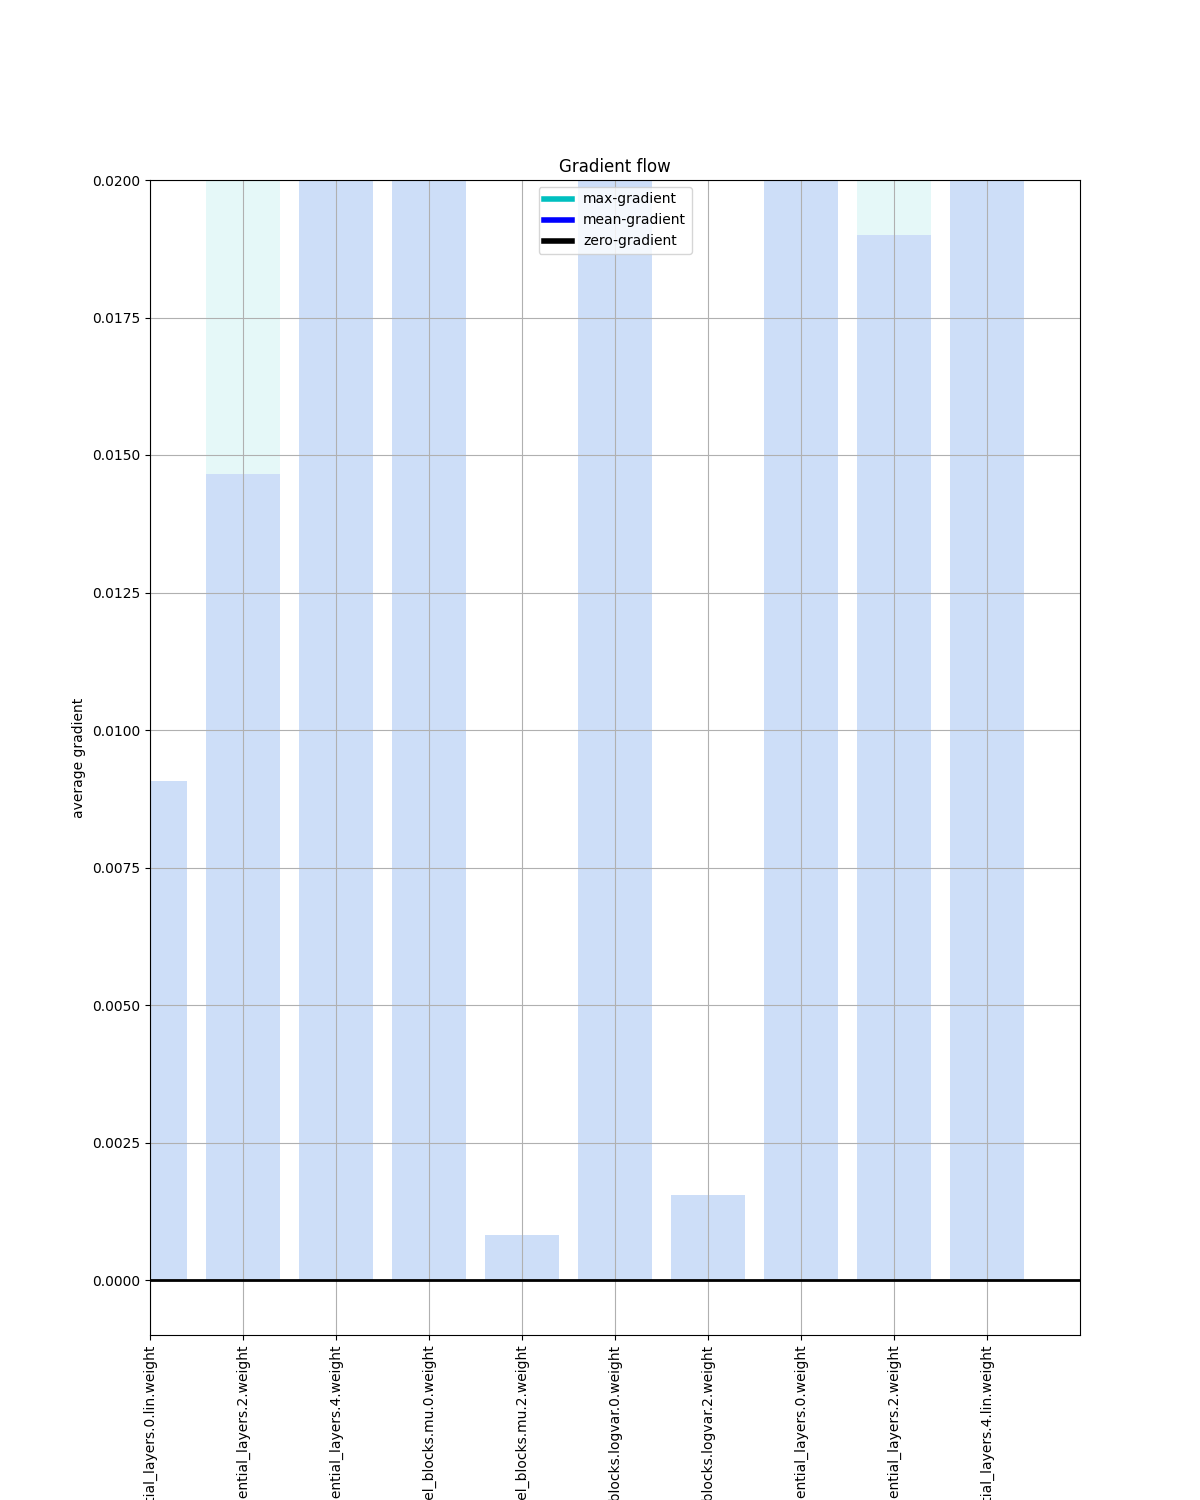 Gradient flow
max-gradient
mean-gradient
zero-gradient
0.0200
0.0175
0.0150
0.0125
0.0100
0.0075
0.0050
0.0025
0.0000
average gradient
tial_layers.0.lin.weight
ential_layers.2.weight
ential_layers.4.weight
el_blocks.mu.0.weight
el_blocks.mu.2.weight
blocks.logvar.0.weight
blocks.logvar.2.weight
ential_layers.0.weight
ential_layers.2.weight
tial_layers.4.lin.weight